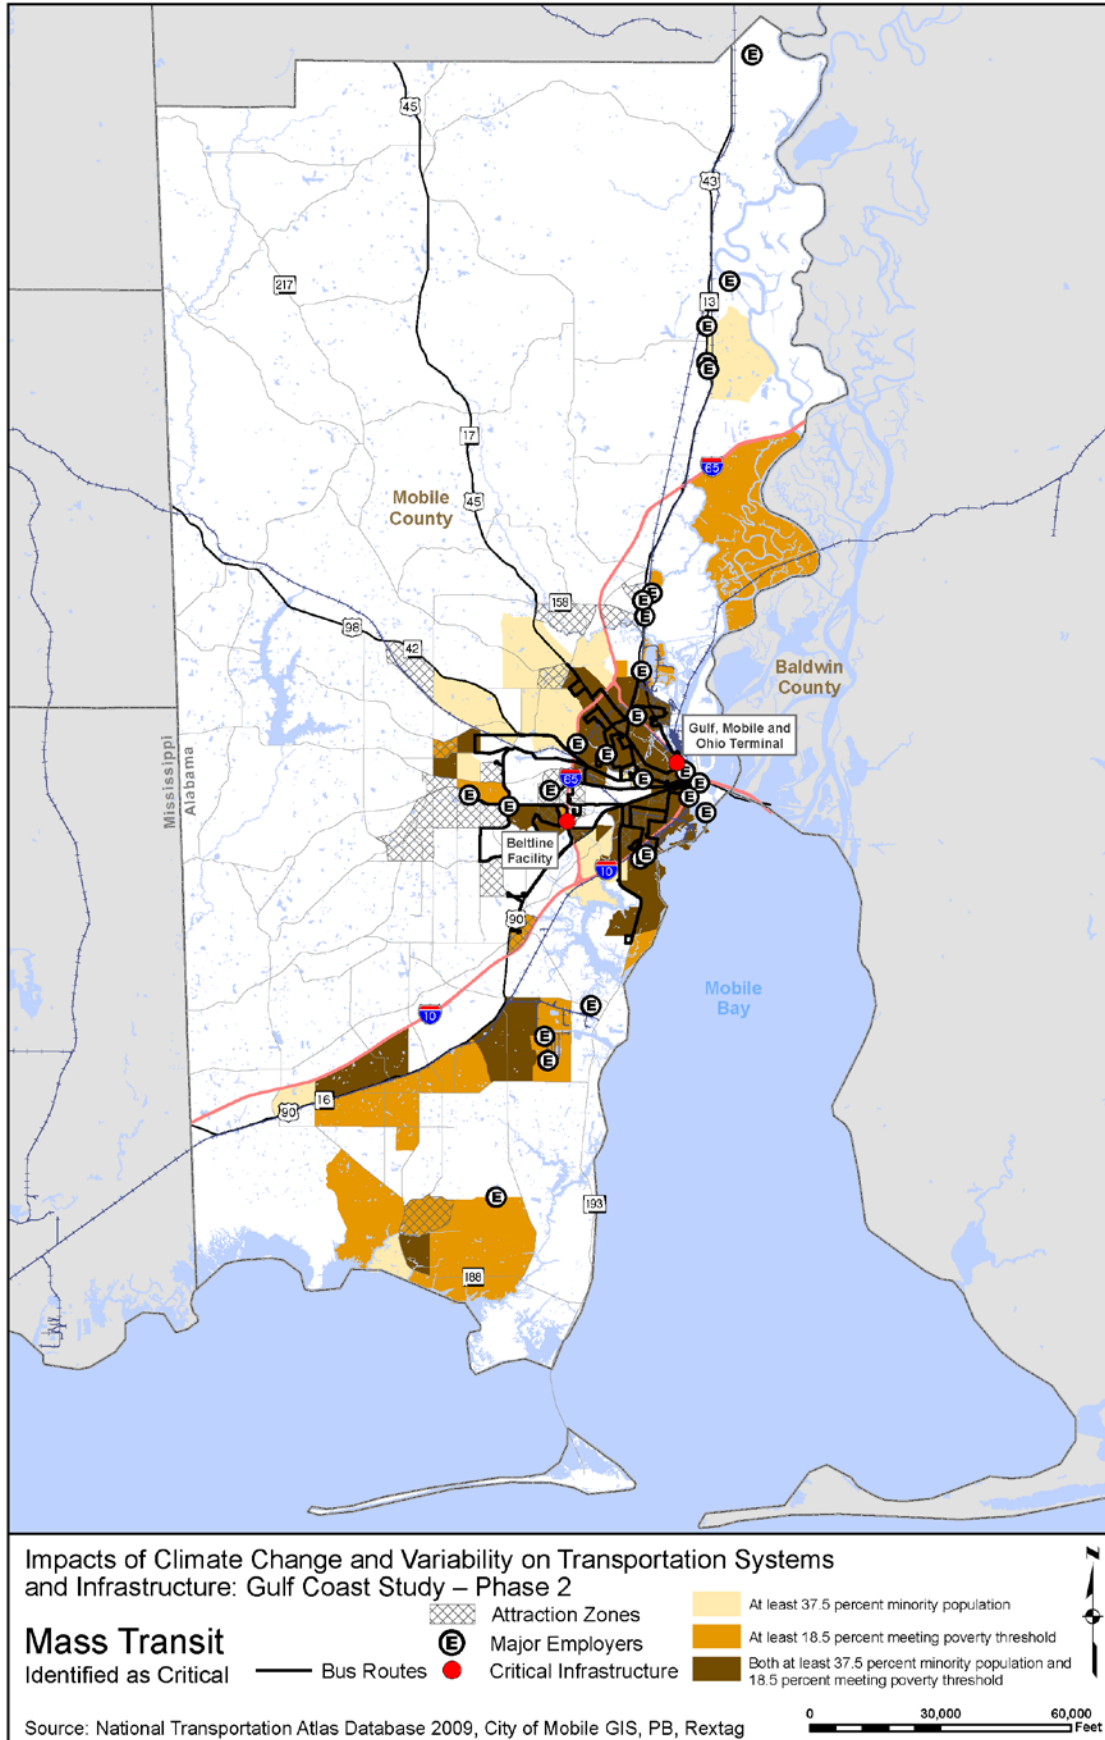 E
45
43
217
E
13
E
E
E
17
65
45
Mobile
County
158
E
E
E
98
42
E
Baldwin
County
E
Gulf, Mobile and
Ohio Terminal
Mississippi
Alabama
E
E
E
65
E
E
E
E
E
E
E
Beltline
Facility
E
E
10
90
Mobile
Bay
E
10
E
E
16
90
E
193
188
Impacts of Climate Change and Variability on Transportation Systems
and Infrastructure: Gulf Coast Study – Phase 2
Mass Transit
Identified as Critical
Bus Routes
Attraction Zones
E Major Employers
Critical Infrastructure
At least 37.5 percent minority population
At least 18.5 percent meeting poverty threshold
Both at least 37.5 percent minority population and
18.5 percent meeting poverty threshold
N
0 30,000 60,000
Feet
Source: National Transportation Atlas Database 2009, City of Mobile GIS, PB, Rextag